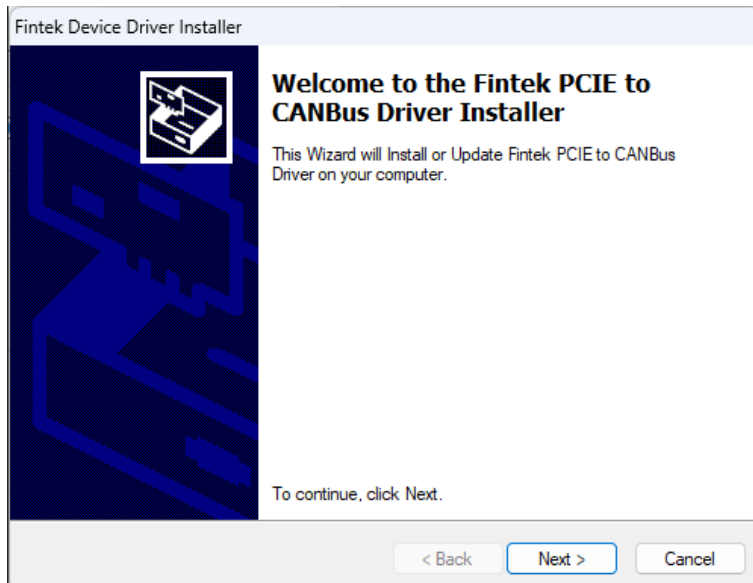 Fintek Device Driver Installer
Welcome to the Fintek PCIE to
CANBus Driver Installer
This Wizard will Install or Update Fintek PCIE to CANBus
Driver on your computer.
To continue, click Next.
< Back
Next >
Cancel